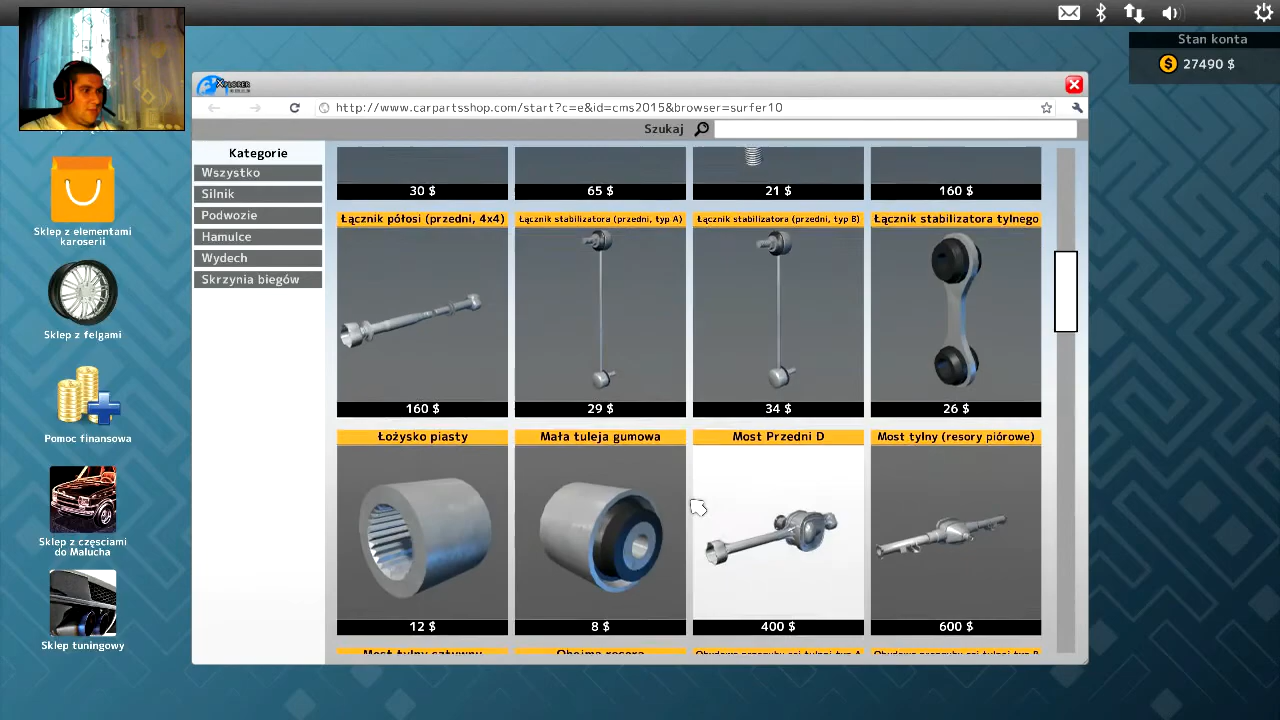 Stan konta
27490 $
http://www.carpartsshop.com/start?c=e&id=cms2015&browser=surfer10
Szukaj
Kategorie
Wszystko
Silnik
Podwozie
Hamulce
Wydech
Skrzynia biegów
30 $
65 $
21 $
160 $
Łącznik półosi (przedni, 4x4)
Łącznik stabilizatora (przedni, typ A)
Łącznik stabilizatora (przedni, typ B)
Łącznik stabilizatora tylnego
160 $
29 $
34 $
26 $
Łożysko piasty
Mała tuleja gumowa
Most Przedni D
Most tylny (resory piórowe)
12 $
8 $
400 $
600 $
Sklep z elementami
karoserii
Sklep z felgami
Pomoc finansowa
Sklep z częściami
do Malucha
Sklep tuningowy